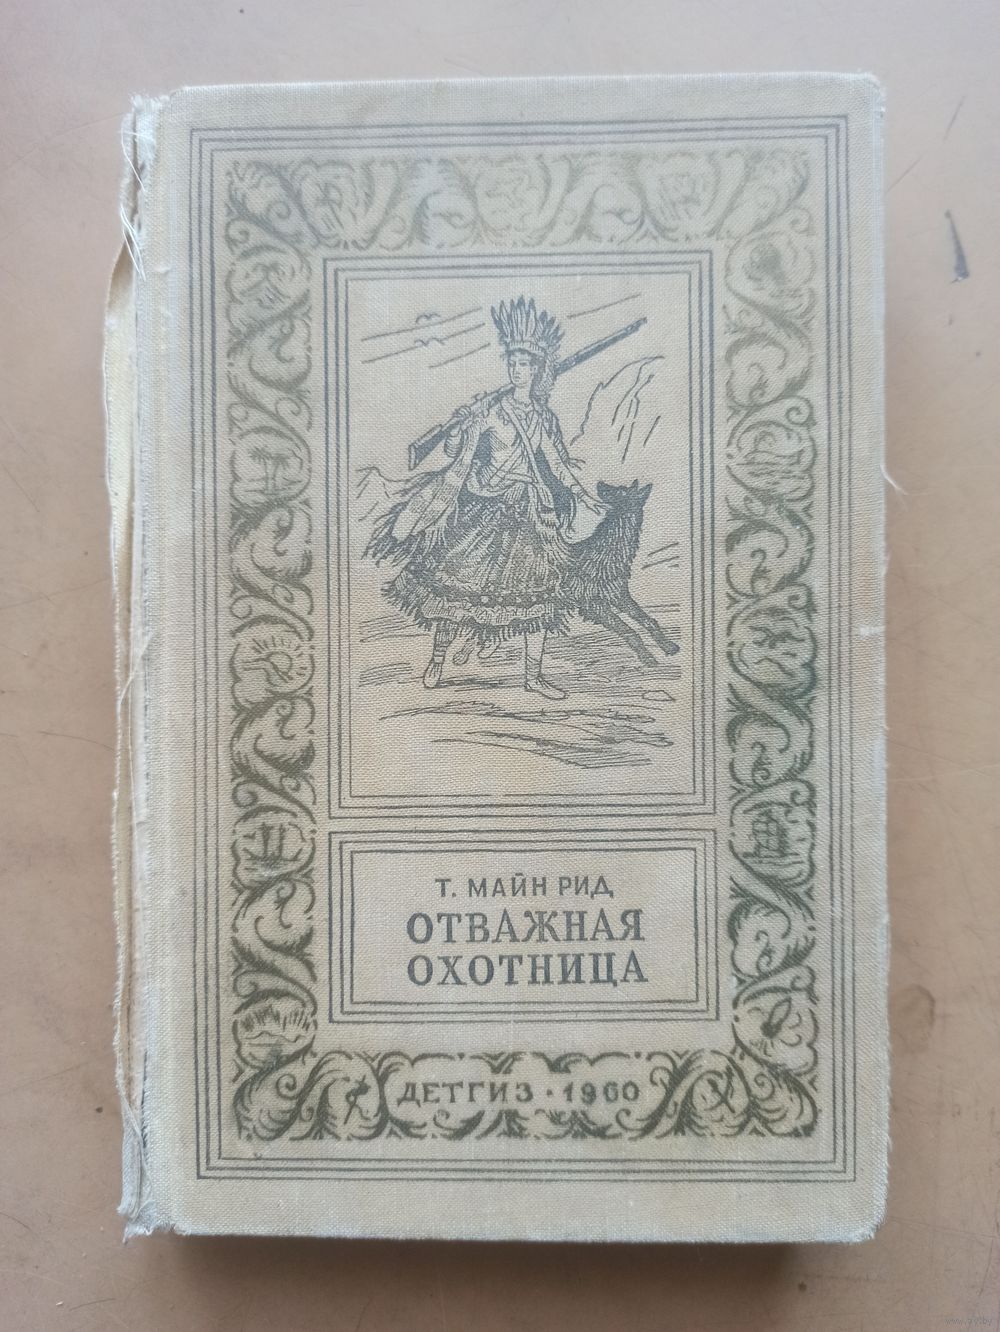 Т. МАЙН РИД
ОТВАЖНАЯ
ОХОТНИЦА
ДЕТГИЗ · 1960